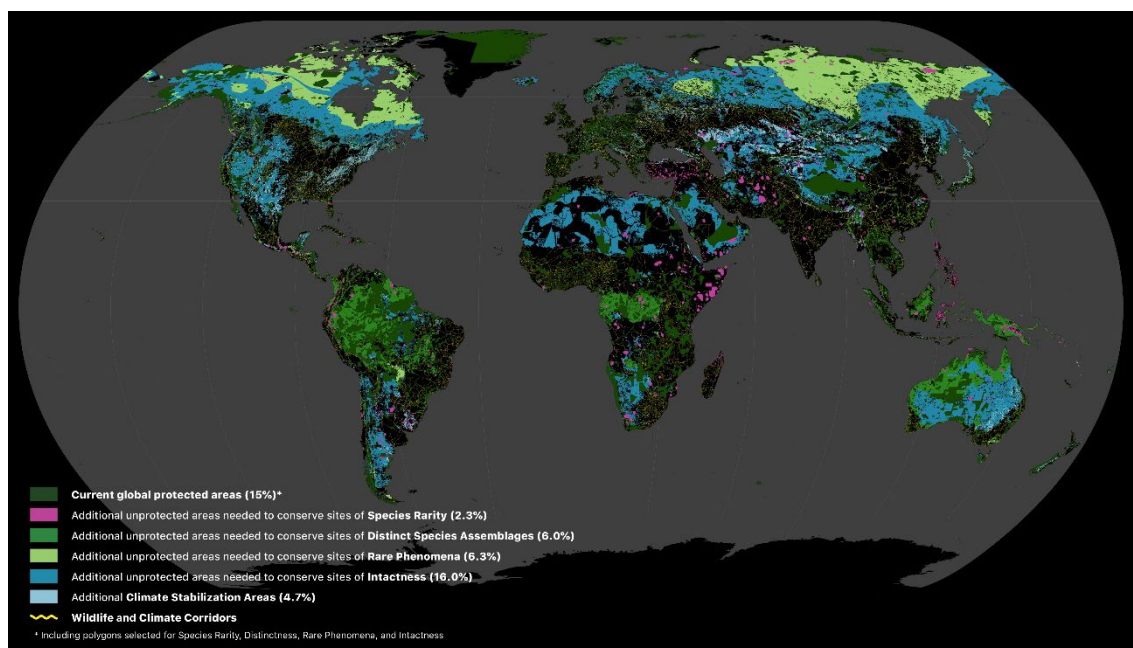 Current global protected areas (15%)*
Additional unprotected areas needed to conserve sites of Species Rarity (2.3%)
Additional unprotected areas needed to conserve sites of Distinct Species Assemblages (6.0%)
Additional unprotected areas needed to conserve sites of Rare Phenomena (6.3%)
Additional unprotected areas needed to conserve sites of Intactness (16.0%)
Additional Climate Stabilization Areas (4.7%)
Wildlife and Climate Corridors
* Including polygons selected for Species Rarity, Distinctness, Rare Phenomena, and Intactness